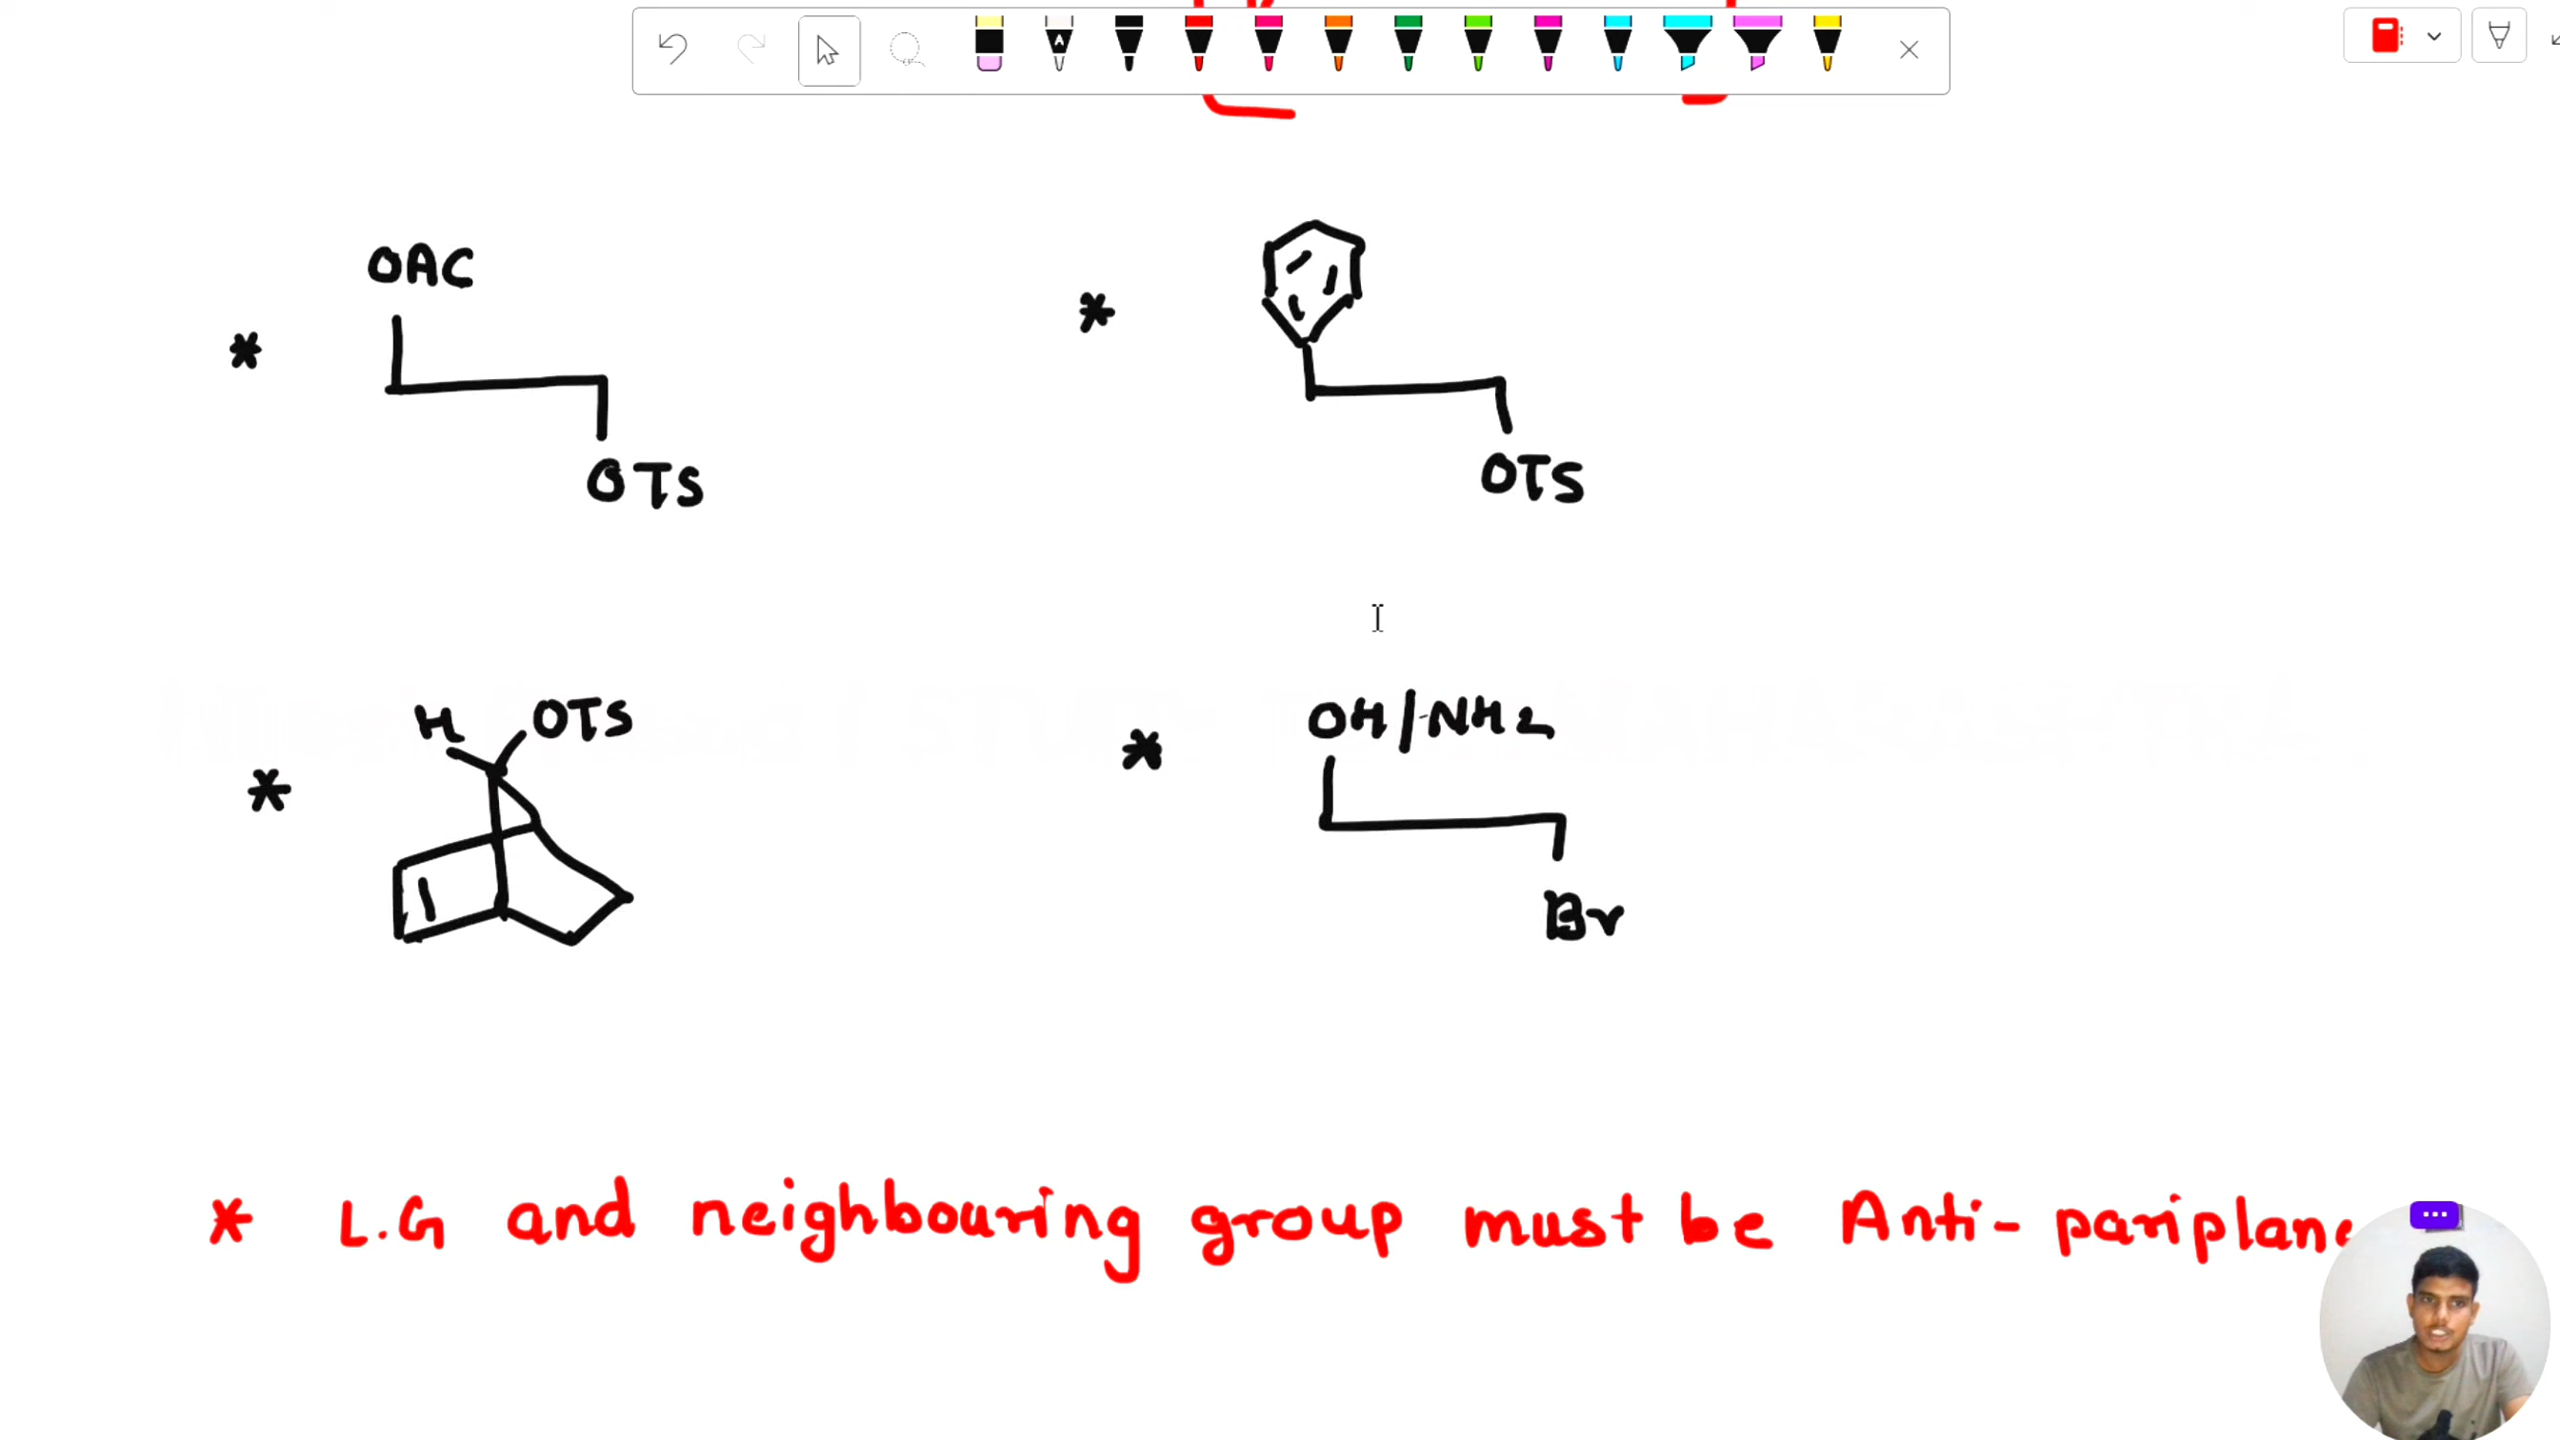 OAC
OTS
OTS
H OTS
OH/NH2
Br
* L.G and neighbouring group must be Anti-pariplane